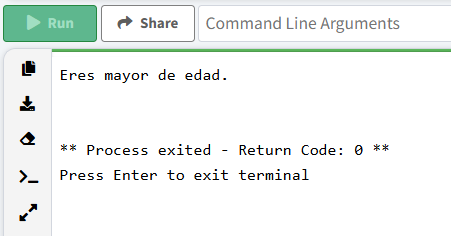 Run Share Command Line Arguments
Eres mayor de edad.
** Process exited - Return Code: 0 **
Press Enter to exit terminal